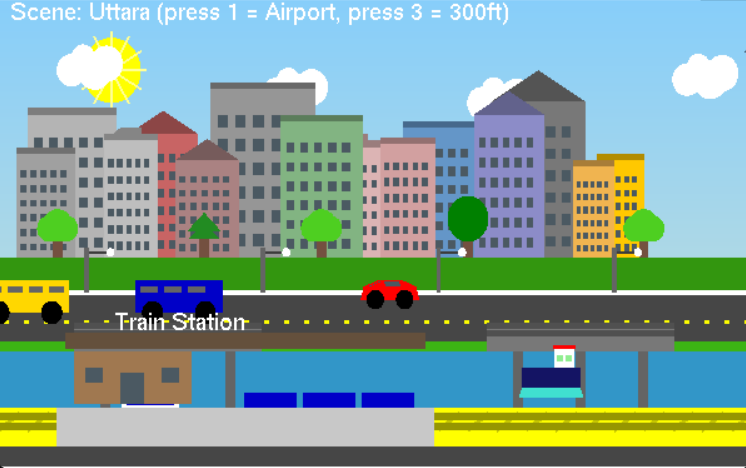 Scene: Uttara (press 1 = Airport, press 3 = 300ft)
Train Station